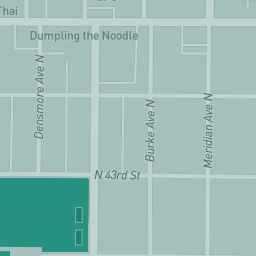 Thai
Dumpling the Noodle
Densmore Ave N
Burke Ave N
Meridian Ave N
N 43rd St